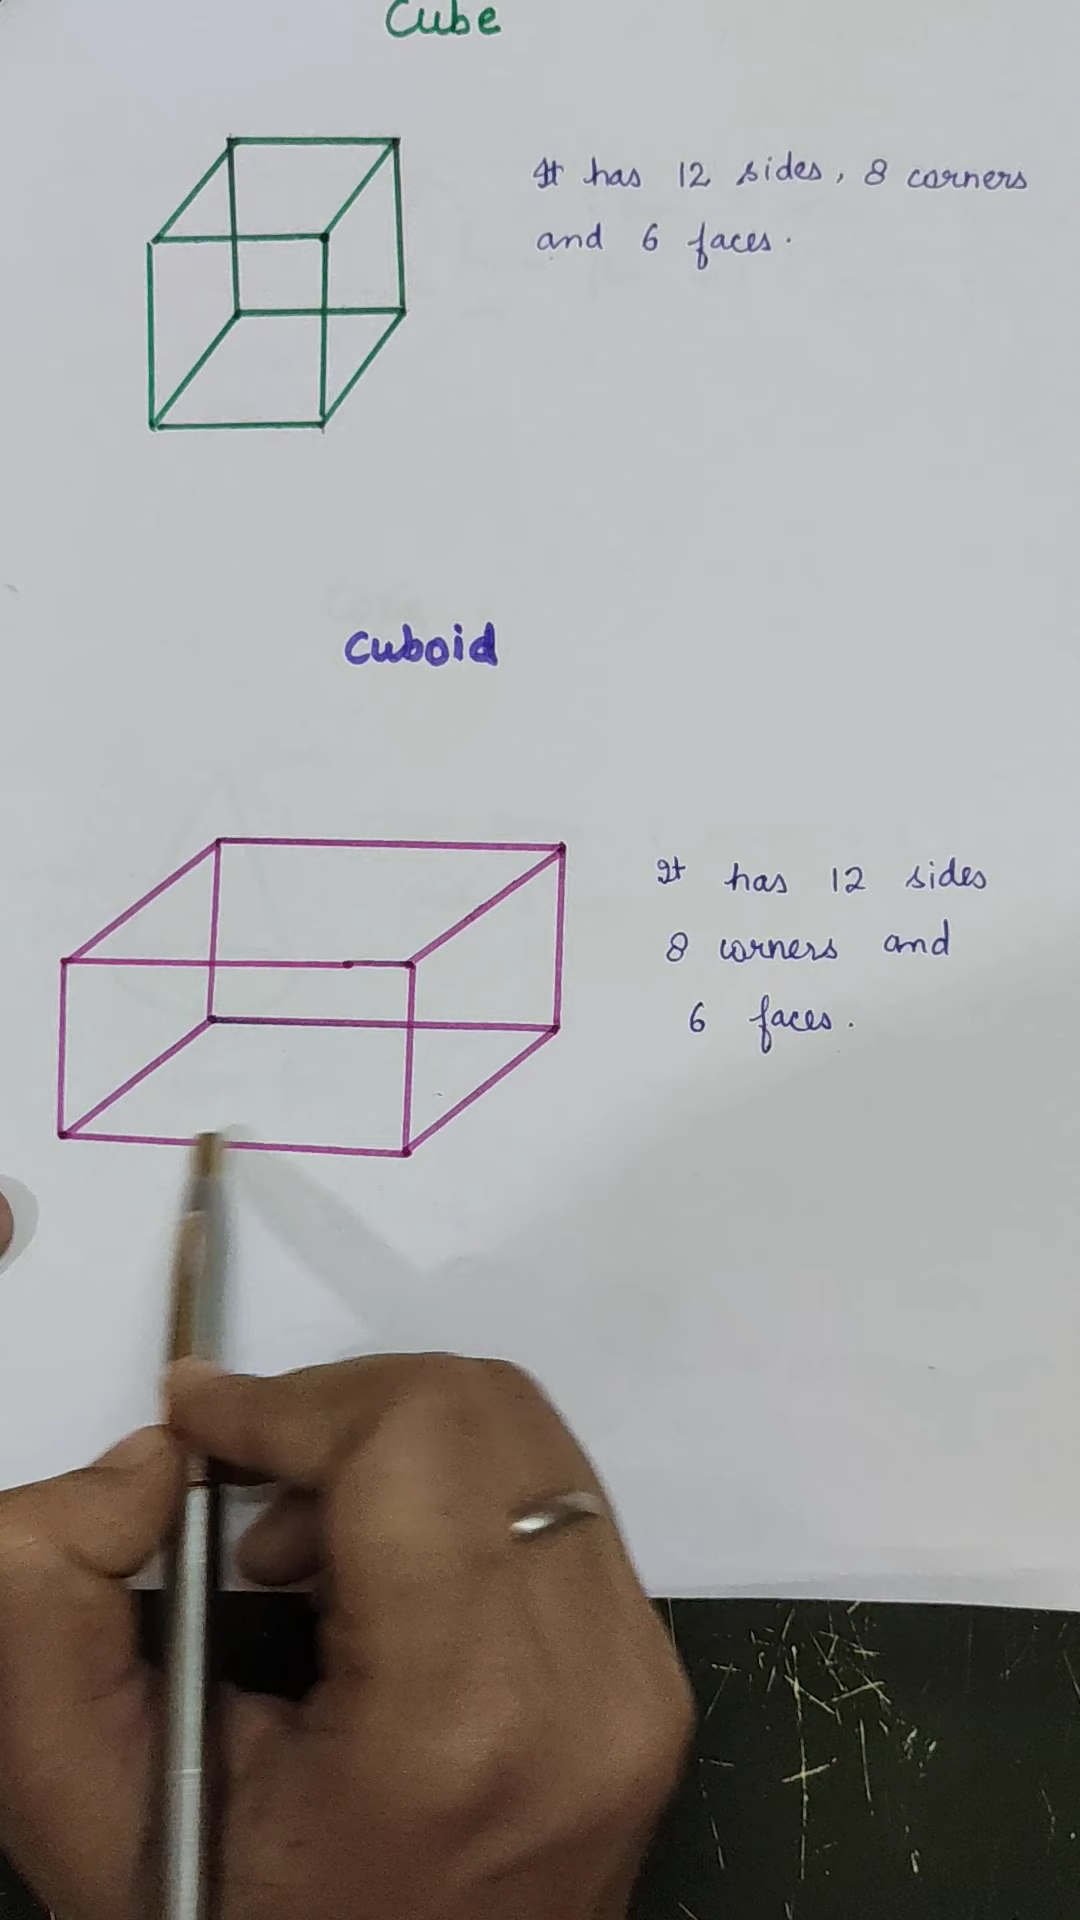 Cube
It has 12 sides, 8 corners
and 6 faces.
Cuboid
It has 12 sides
8 corners and
6 faces.